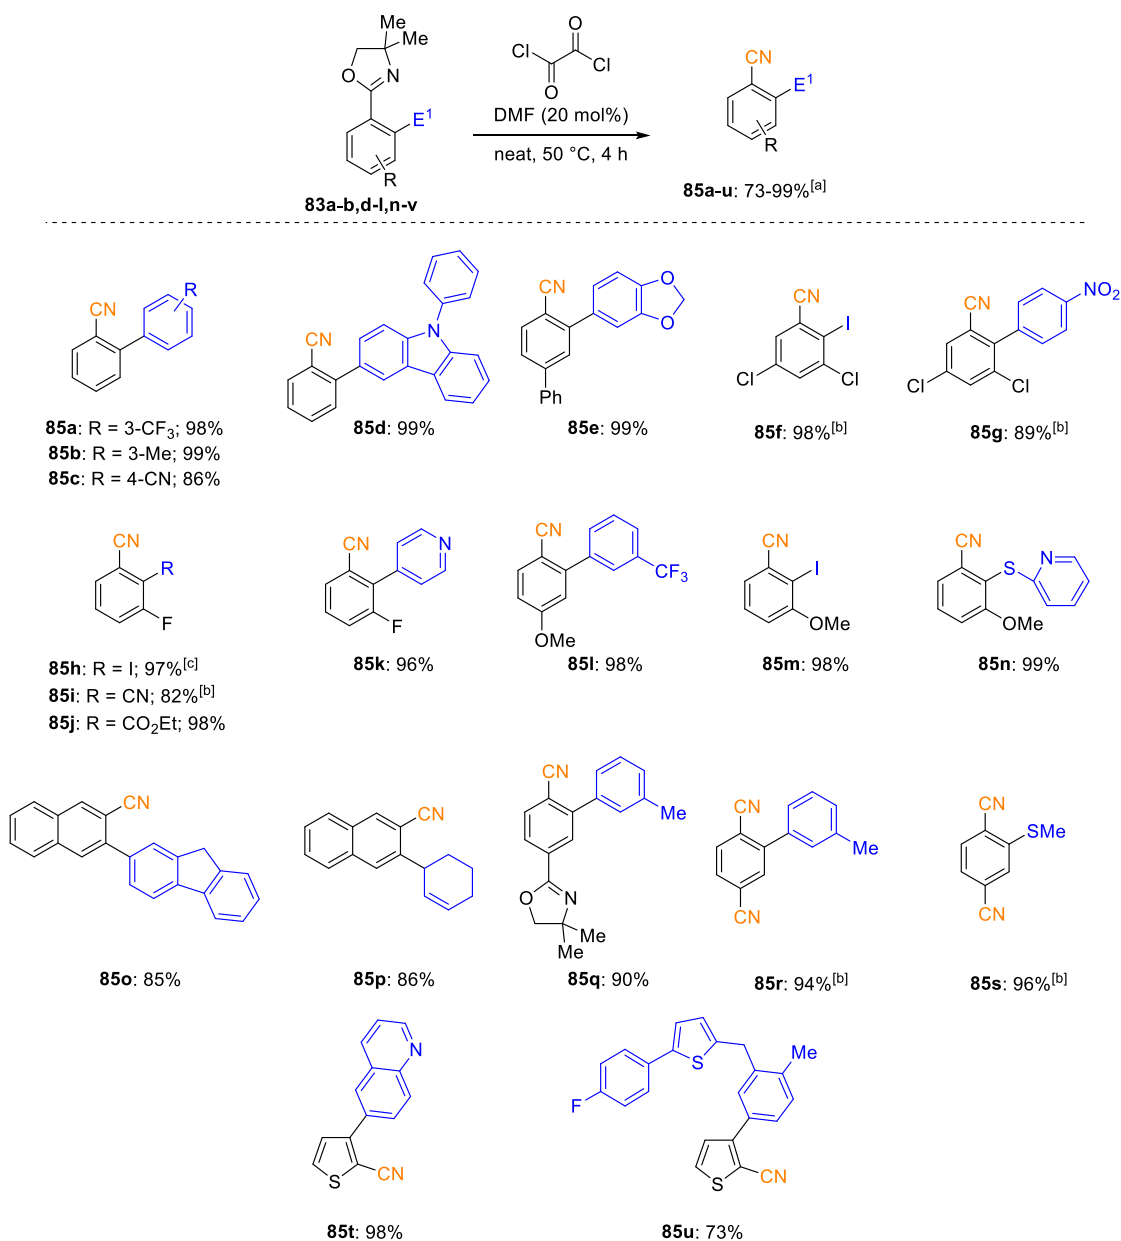 Me
Me
O
N
E¹
R
83a-b,d-l,n-v
O
Cl
Cl
O
DMF (20 mol%)
neat, 50 °C, 4 h
CN
E¹
R
85a-u: 73-99%[a]
CN
R
85a: R = 3-CF₃; 98%
85b: R = 3-Me; 99%
85c: R = 4-CN; 86%
CN
N
85d: 99%
CN
O
O
Ph
85e: 99%
CN
I
Cl
Cl
85f: 98%[b]
CN
NO₂
Cl
Cl
85g: 89%[b]
CN
R
F
85h: R = I; 97%[c]
85i: R = CN; 82%[b]
85j: R = CO₂Et; 98%
CN
N
F
85k: 96%
CN
CF₃
OMe
85l: 98%
CN
I
OMe
85m: 98%
CN
S
N
OMe
85n: 99%
CN
85o: 85%
CN
85p: 86%
CN
Me
O
N
Me
Me
85q: 90%
CN
Me
CN
85r: 94%[b]
CN
SMe
CN
85s: 96%[b]
N
S
CN
85t: 98%
F
S
Me
S
CN
85u: 73%